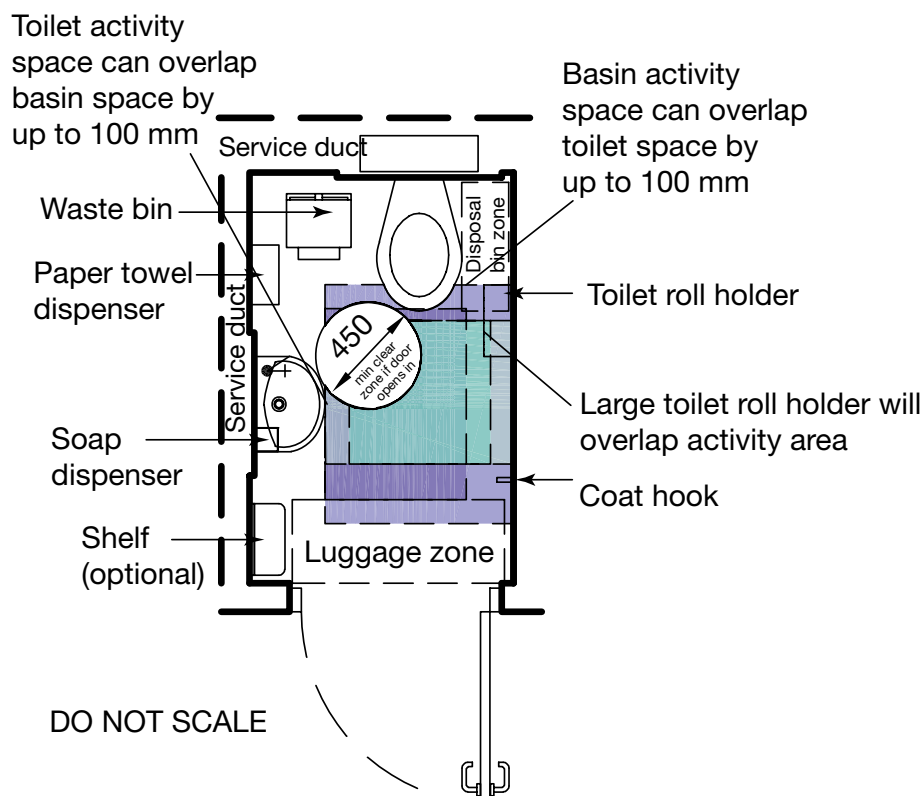 Toilet activity
space can overlap
basin space by
up to 100 mm
Basin activity
space can overlap
toilet space by
up to 100 mm
Service duct
Waste bin
Disposal
bin zone
Paper towel
dispenser
Toilet roll holder
Service duct
450
min clear
zone if door
opens in
Large toilet roll holder will
overlap activity area
Soap
dispenser
Coat hook
Shelf
(optional)
Luggage zone
DO NOT SCALE